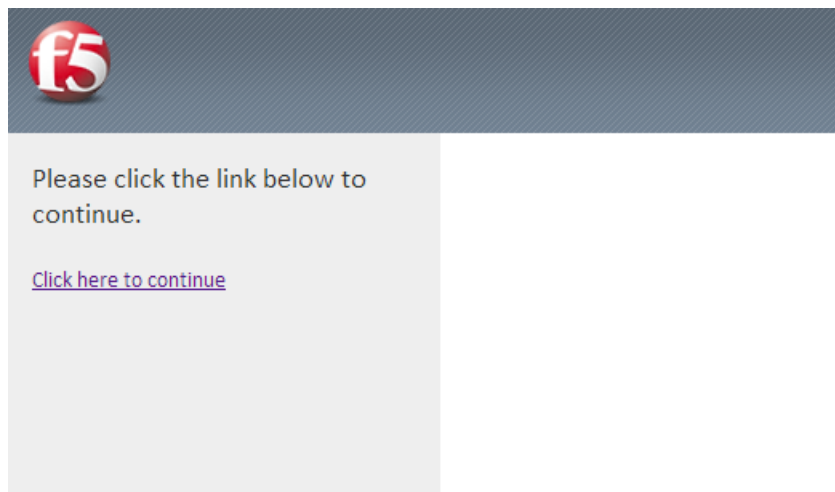 f5
Please click the link below to
continue.
Click here to continue